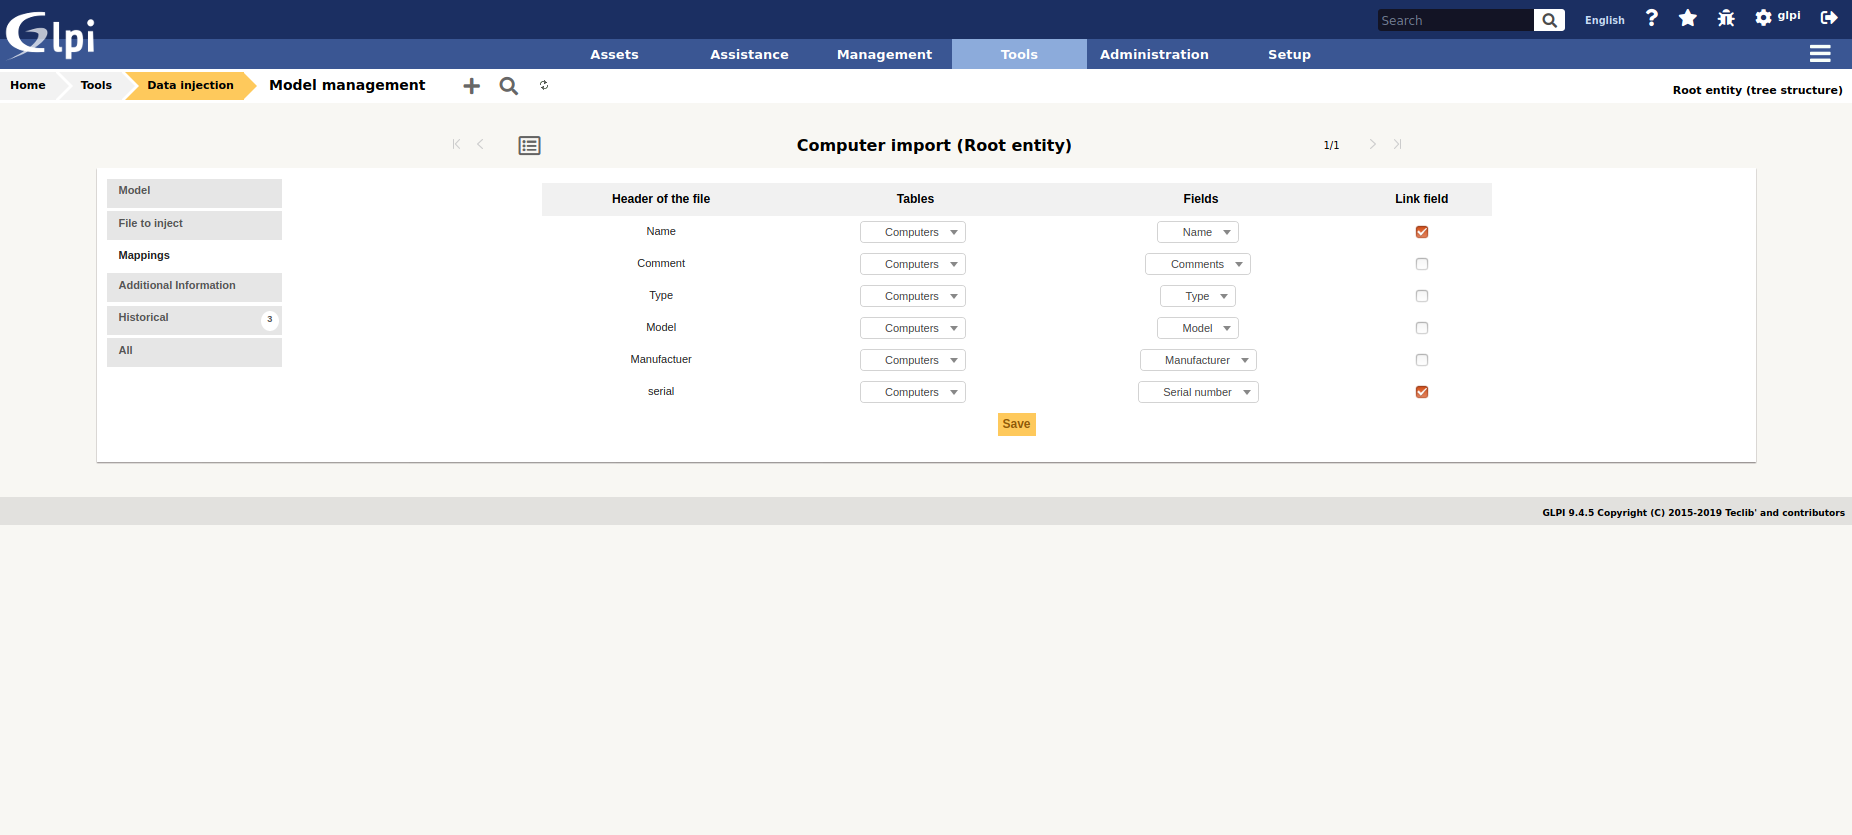 Glpi
Search
English
glpi
Assets Assistance Management Tools Administration Setup
Home Tools Data injection Model management
Root entity (tree structure)
Computer import (Root entity) 1/1
Model
File to inject
Mappings
Additional Information
Historical 3
All
Header of the file Tables Fields Link field
Name Computers Name
Comment Computers Comments
Type Computers Type
Model Computers Model
Manufactuer Computers Manufacturer
serial Computers Serial number
Save
GLPI 9.4.5 Copyright (C) 2015-2019 Teclib' and contributors